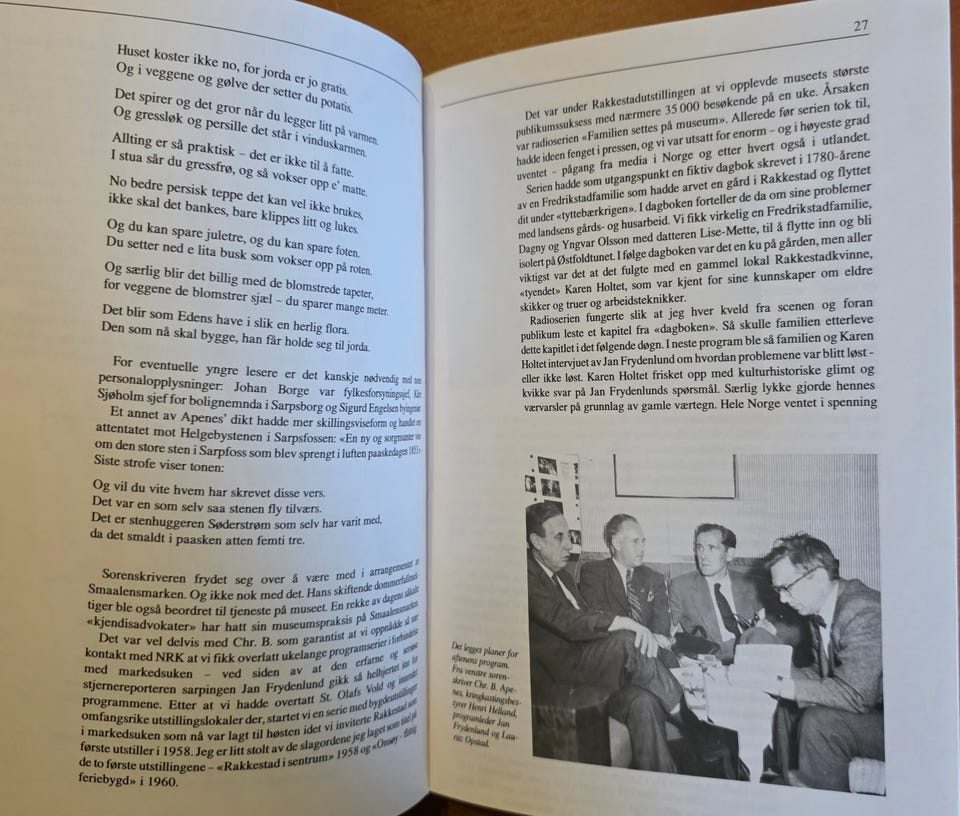 Huset koster ikke no, for jorda er jo gratis.
Og i veggene og gølve der setter du potatis.
Det spirer og det gror når du legger litt på varmen.
Og gressløk og persille det står i vinduskarmen.
Allting er så praktisk – det er ikke til å fatte.
I stua sår du gressfrø, og så vokser opp e' matte.
No bedre persisk teppe det kan vel ikke brukes,
ikke skal det bankes, bare klippes litt og lukes.
Og du kan spare juletre, og du kan spare foten.
Du setter ned e lita busk som vokser opp på roten.
Og særlig blir det billig med de blomstrede tapeter,
for veggene de blomstrer sjæl – du sparer mange meter.
Det blir som Edens have i slik en herlig flora.
Den som nå skal bygge, han får holde seg til jorda.
For eventuelle yngre lesere er det kanskje nødvendig med noen
personalopplysninger: Johan Borge var fylkesforsyningssjef, Kåre
Sjøholm sjef for bolignemnda i Sarpsborg og Sigurd Engelsen byingeniør.
Et annet av Apenes' dikt hadde mer skillingsviseform og handlet om
attentatet mot Helgebystenen i Sarpsfossen: «En ny og sorgmunter vise
om den store sten i Sarpfoss som blev sprengt i luften paaskedagen 1853.»
Siste strofe viser tonen:
Og vil du vite hvem har skrevet disse vers.
Det var en som selv saa stenen fly tilværs.
Det er stenhuggeren Søderstrøm som selv har varit med,
da det smaldt i paasken atten femti tre.
Sorenskriveren frydet seg over å være med i arrangementet av
Smaalensmarken. Og ikke nok med det. Hans skiftende dommerfullmek-
tiger ble også beordret til tjeneste på museet. En rekke av dagens såkalte
«kjendisadvokater» har hatt sin museumspraksis på Smaalensmarken.
Det var vel delvis med Chr. B. som garantist at vi oppnådde så nær
kontakt med NRK at vi fikk overlatt ukelange programserier i forbindelse
med markedsuken – ved siden av at den erfarne og
stjernereporteren sarpingen Jan Frydenlund gikk så helhjertet inn for
programmene. Etter at vi hadde overtatt St. Olafs Vold og innredet
omfangsrike utstillingslokaler der, startet vi en serie med bygdeutstillinger
i markedsuken som nå var lagt til høsten idet vi inviterte Rakkestad som
første utstiller i 1958. Jeg er litt stolt av de slagordene jeg laget som titel på
de to første utstillingene – «Rakkestad i sentrum» 1958 og «Onsøy – flittig
feriebygd» i 1960.
27
Det var under Rakkestadutstillingen at vi opplevde museets største
publikumssuksess med nærmere 35 000 besøkende på en uke. Årsaken
var radioserien «Familien settes på museum». Allerede før serien tok til,
hadde ideen fenget i pressen, og vi var utsatt for enorm – og i høyeste grad
uventet – pågang fra media i Norge og etter hvert også i utlandet.
Serien hadde som utgangspunkt en fiktiv dagbok skrevet i 1780-årene
av en Fredrikstadfamilie som hadde arvet en gård i Rakkestad og flyttet
dit under «tyttebærkrigen». I dagboken forteller de da om sine problemer
med landsens gårds- og husarbeid. Vi fikk virkelig en Fredrikstadfamilie,
Dagny og Yngvar Olsson med datteren Lise-Mette, til å flytte inn og bli
isolert på Østfoldtunet. I følge dagboken var det en ku på gården, men aller
viktigst var det at det fulgte med en gammel lokal Rakkestadkvinne,
«tyendet» Karen Holtet, som var kjent for sine kunnskaper om eldre
skikker og truer og arbeidsteknikker.
Radioserien fungerte slik at jeg hver kveld fra scenen og foran
publikum leste et kapitel fra «dagboken». Så skulle familien etterleve
dette kapitlet i det følgende døgn. I neste program ble så familien og Karen
Holtet intervjuet av Jan Frydenlund om hvordan problemene var blitt løst -
eller ikke løst. Karen Holtet frisket opp med kulturhistoriske glimt og
kvikke svar på Jan Frydenlunds spørsmål. Særlig lykke gjorde hennes
værvarsler på grunnlag av gamle værtegn. Hele Norge ventet i spenning
Det legges planer for
aftenens program.
Fra venstre soren-
skriver Chr. B. Ape-
nes, kringkastingsbes-
tyrer Henri Helland,
programleder Jan
Frydenlund og Lau-
ritz Opstad.